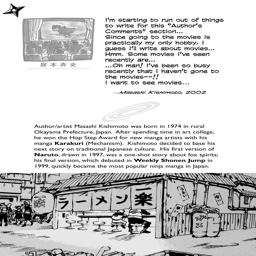 I'm starting to run out of things
to write for this "Author's
Comments" section...
Since going to the movies is
practically my only hobby, I
guess I'll write about movies...
Hmm. Some movies I've seen
recently are...
...Oh man! I've been so busy
recently that I haven't gone to
the movies--!!
I want to see movies...
—Masashi Kishimoto, 2002
岸本斉史
Author/artist Masashi Kishimoto was born in 1974 in rural
Okayama Prefecture, Japan. After spending time in art college,
he won the Hop Step Award for new manga artists with his
manga Karakuri (Mechanism). Kishimoto decided to base his
next story on traditional Japanese culture. His first version of
Naruto, drawn in 1997, was a one-shot story about fox spirits;
his final version, which debuted in Weekly Shonen Jump in
1999, quickly became the most popular ninja manga in Japan.
ラーメン楽